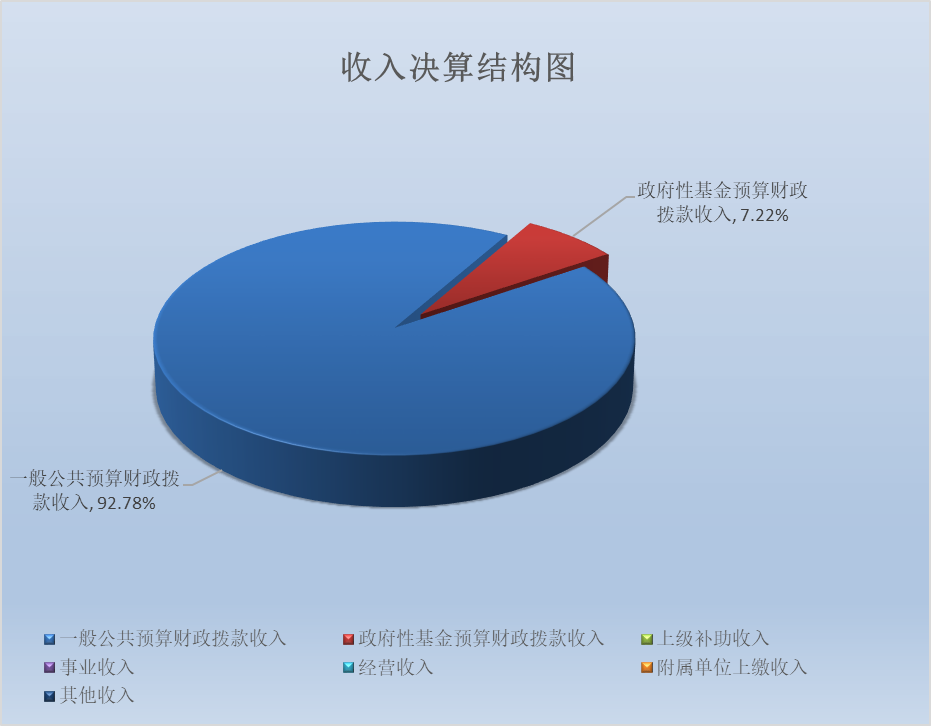 收入决算结构图
政府性基金预算财政
拨款收入, 7.22%
一般公共预算财政拨
款收入, 92.78%
一般公共预算财政拨款收入
政府性基金预算财政拨款收入
上级补助收入
事业收入
经营收入
附属单位上缴收入
其他收入